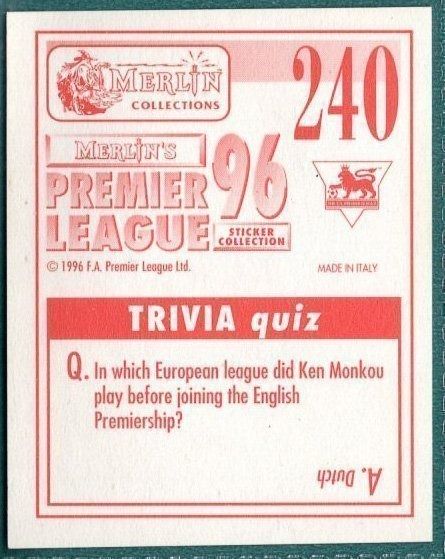 MERLIN
COLLECTIONS
240
MERLIN'S
PREMIER
LEAGUE
96
STICKER
COLLECTION
© 1996 F.A. Premier League Ltd.
MADE IN ITALY
TRIVIA quiz
Q. In which European league did Ken Monkou
play before joining the English
Premiership?
A. Dutch